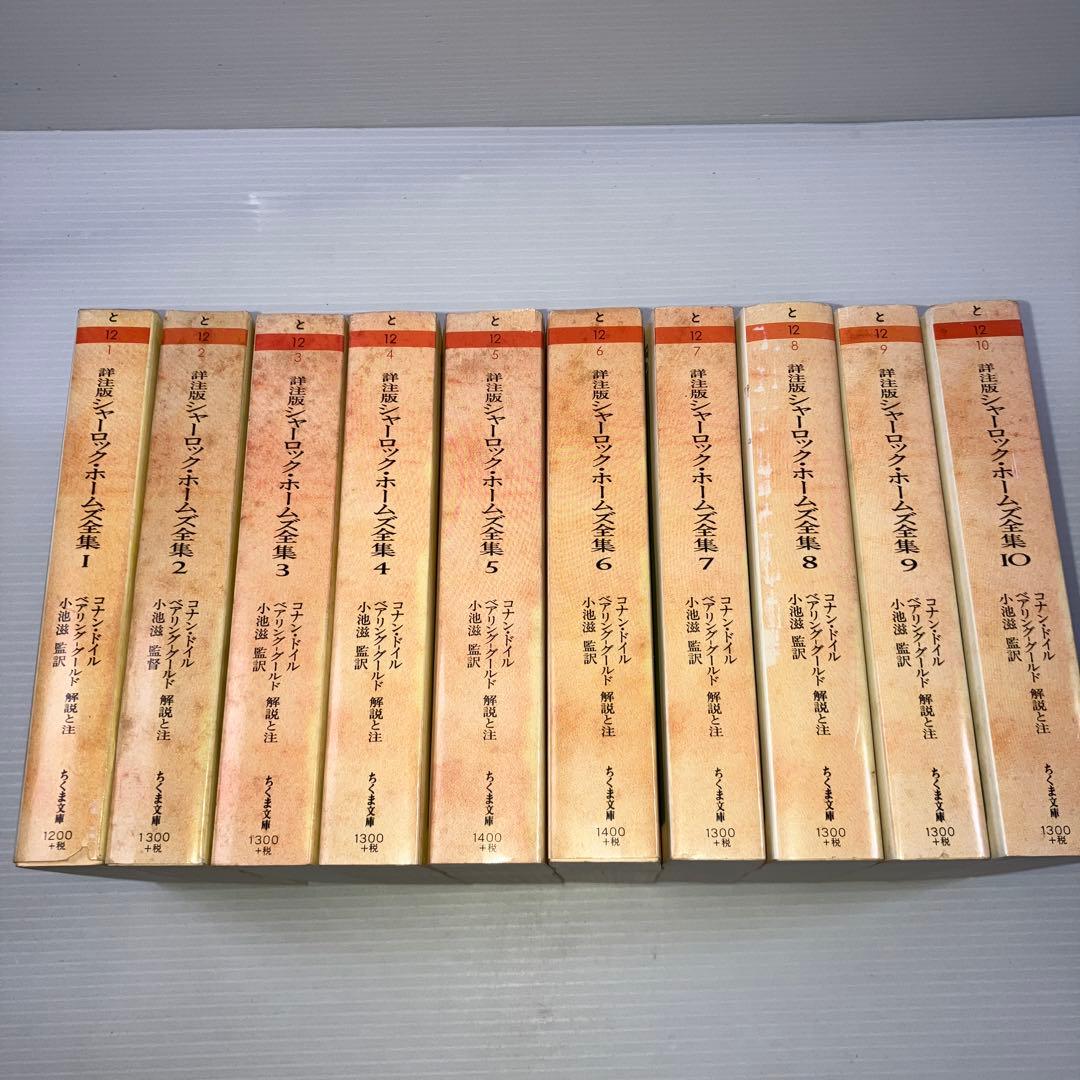 と
12
1
詳注版シャーロック・ホームズ全集1
コナン・ドイル
ベアリング-グールド 解説と注
小池滋 監訳
ちくま文庫
1200
+税
と
12
2
詳注版シャーロック・ホームズ全集2
コナン・ドイル
ベアリング-グールド 解説と注
小池滋 監督
ちくま文庫
1300
+税
と
12
3
詳注版シャーロック・ホームズ全集3
コナン・ドイル
ベアリング-グールド 解説と注
小池滋 監訳
ちくま文庫
1300
+税
と
12
4
詳注版シャーロック・ホームズ全集4
コナン・ドイル
ベアリング-グールド 解説と注
小池滋 監訳
ちくま文庫
1300
+税
と
12
5
詳注版シャーロック・ホームズ全集5
コナン・ドイル
ベアリング-グールド 解説と注
小池滋 監訳
ちくま文庫
1400
+税
と
12
6
詳注版シャーロック・ホームズ全集6
コナン・ドイル
ベアリング-グールド 解説と注
小池滋 監訳
ちくま文庫
1400
+税
と
12
7
詳注版シャーロック・ホームズ全集7
コナン・ドイル
ベアリング-グールド 解説と注
小池滋 監訳
ちくま文庫
1300
+税
と
12
8
詳注版シャーロック・ホームズ全集8
コナン・ドイル
ベアリング-グールド 解説と注
小池滋 監訳
ちくま文庫
1300
+税
と
12
9
詳注版シャーロック・ホームズ全集9
コナン・ドイル
ベアリング-グールド 解説と注
小池滋 監訳
ちくま文庫
1300
+税
と
12
10
詳注版シャーロック・ホームズ全集10
コナン・ドイル
ベアリング-グールド 解説と注
小池滋 監訳
ちくま文庫
1300
+税